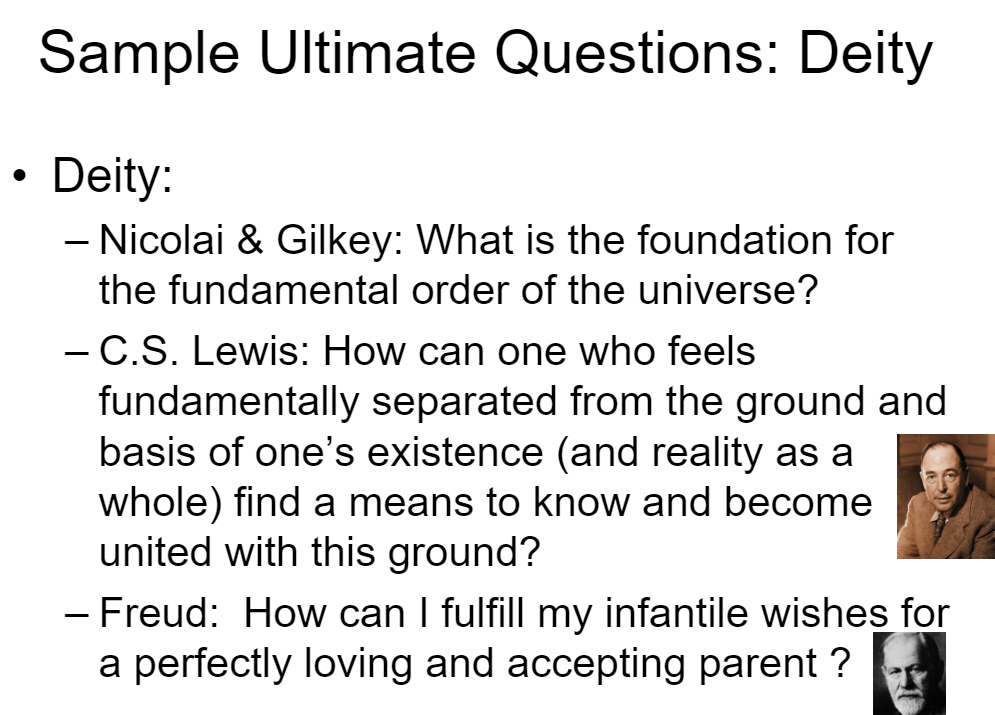 Sample Ultimate Questions: Deity
• Deity:
– Nicolai & Gilkey: What is the foundation for
the fundamental order of the universe?
– C.S. Lewis: How can one who feels
fundamentally separated from the ground and
basis of one’s existence (and reality as a
whole) find a means to know and become
united with this ground?
– Freud:  How can I fulfill my infantile wishes for
a perfectly loving and accepting parent ?